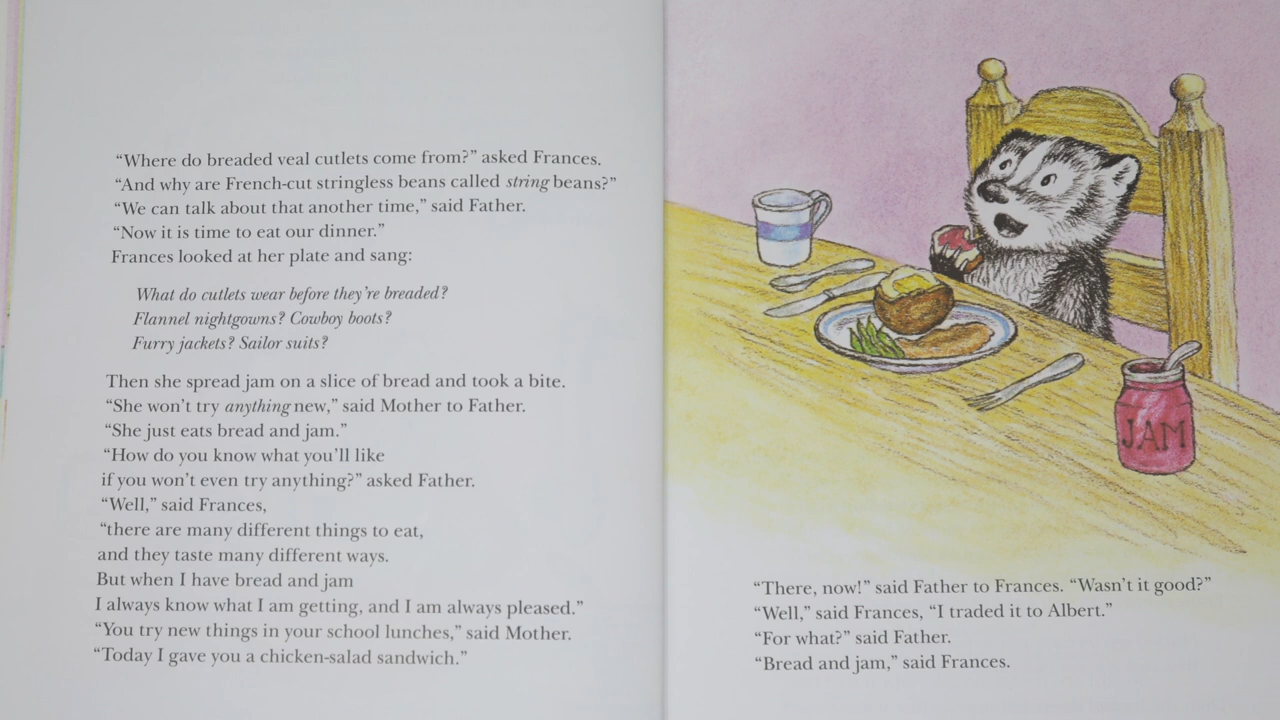 “Where do breaded veal cutlets come from?” asked Frances.
“And why are French-cut stringless beans called string beans?”
“We can talk about that another time,” said Father.
“Now it is time to eat our dinner.”
Frances looked at her plate and sang:
What do cutlets wear before they’re breaded?
Flannel nightgowns? Cowboy boots?
Furry jackets? Sailor suits?
Then she spread jam on a slice of bread and took a bite.
“She won’t try anything new,” said Mother to Father.
“She just eats bread and jam.”
“How do you know what you’ll like
if you won’t even try anything?” asked Father.
“Well,” said Frances,
“there are many different things to eat,
and they taste many different ways.
But when I have bread and jam
I always know what I am getting, and I am always pleased.”
“You try new things in your school lunches,” said Mother.
“Today I gave you a chicken-salad sandwich.”
JAM
“There, now!” said Father to Frances. “Wasn’t it good?”
“Well,” said Frances, “I traded it to Albert.”
“For what?” said Father.
“Bread and jam,” said Frances.